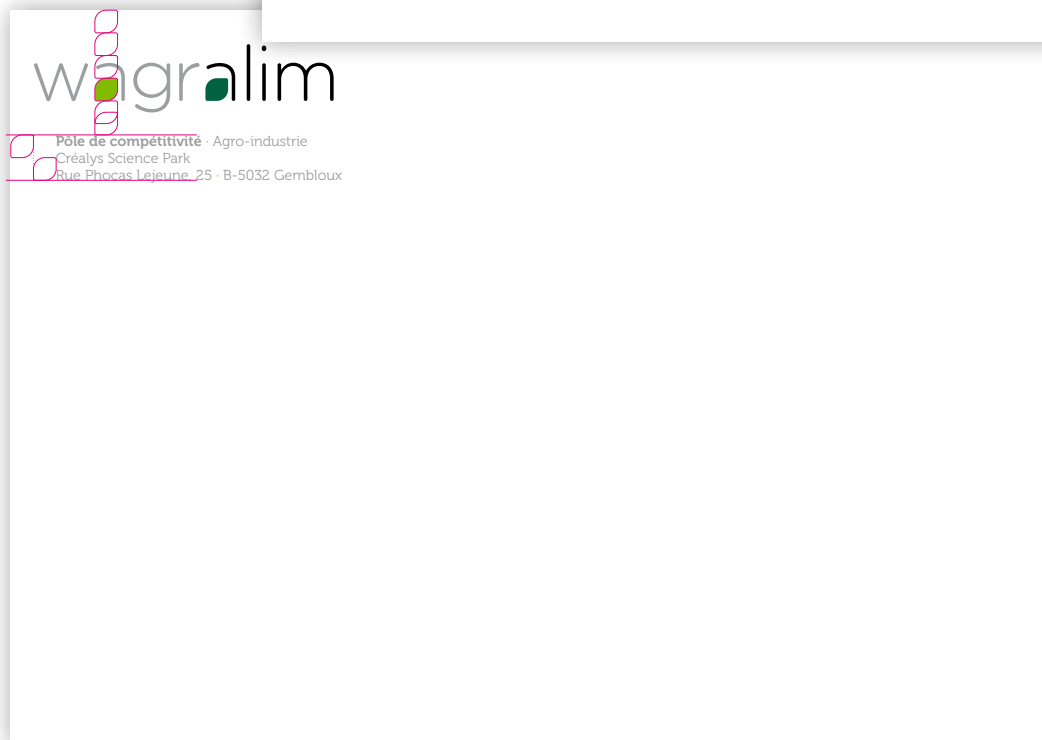 wagralim
Pôle de compétitivité · Agro-industrie
Créalys Science Park
Rue Phocas Lejeune, 25 · B-5032 Gembloux